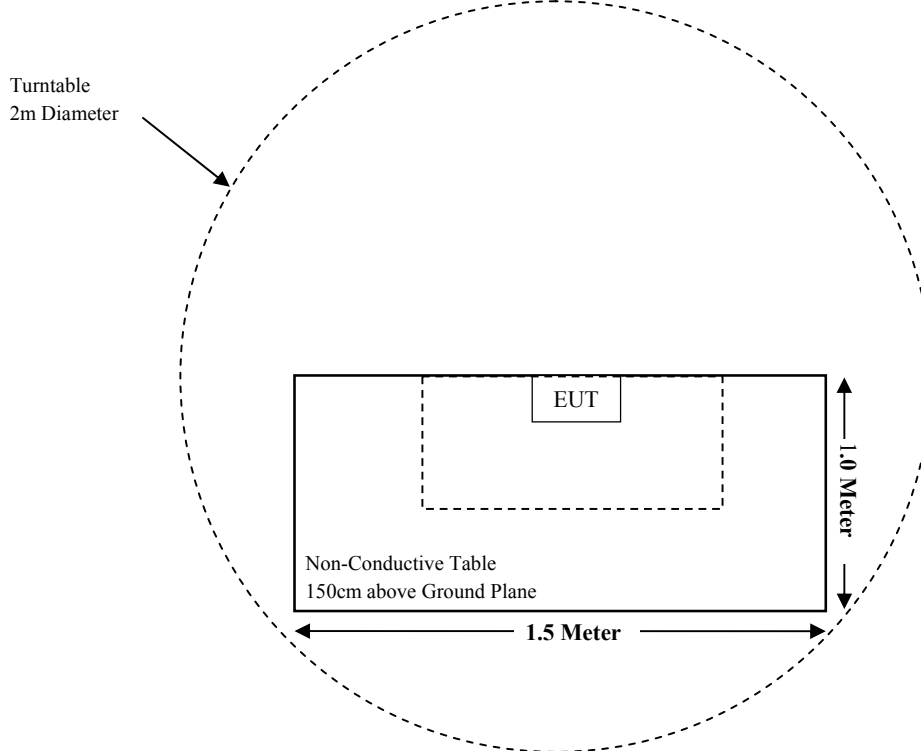 Turntable
2m Diameter
EUT
1.0 Meter
Non-Conductive Table
150cm above Ground Plane
1.5 Meter